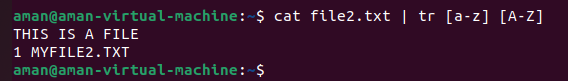 aman@aman-virtual-machine:~$ cat file2.txt | tr [a-z] [A-Z]
THIS IS A FILE
1 MYFILE2.TXT
aman@aman-virtual-machine:~$